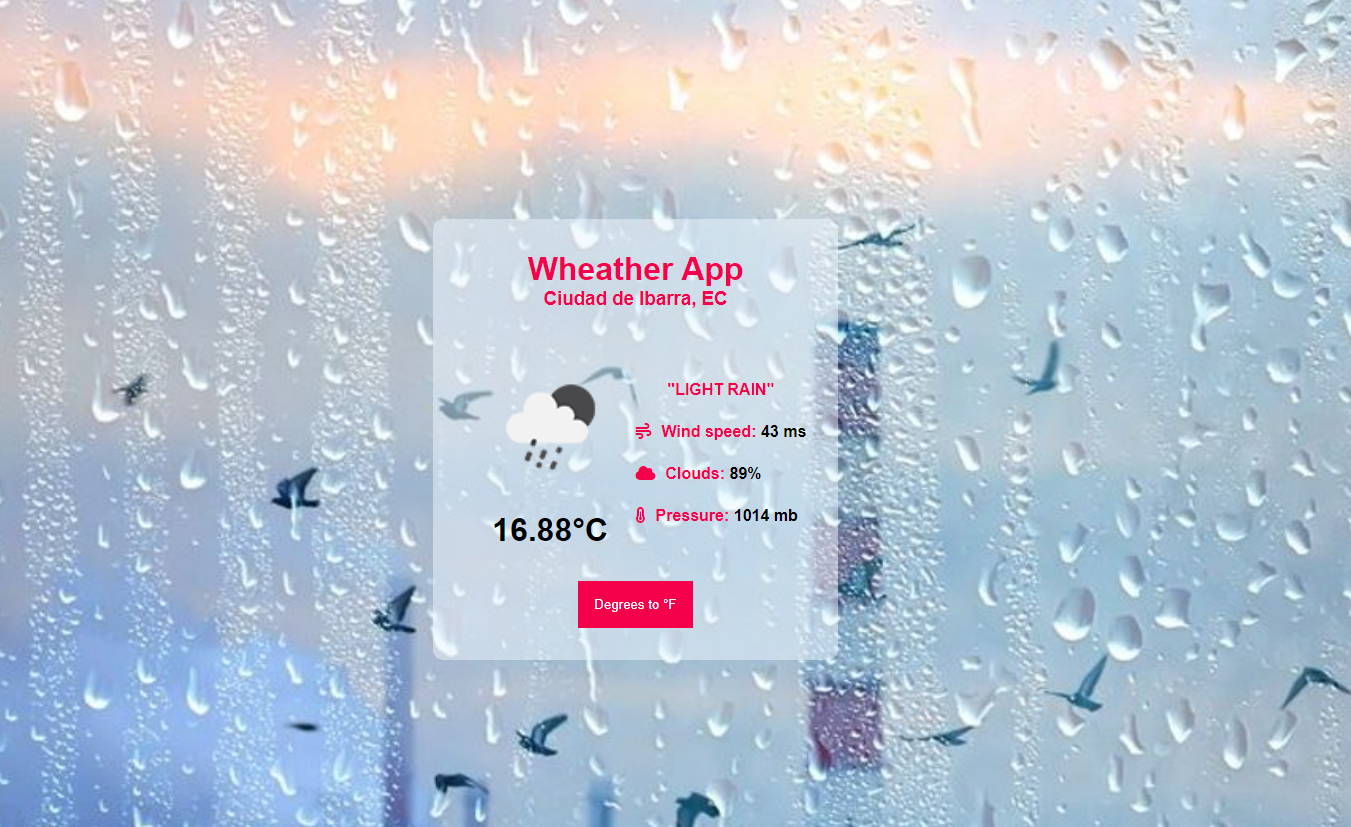 Wheather App
Ciudad de Ibarra, EC
"LIGHT RAIN"
Wind speed: 43 ms
Clouds: 89%
Pressure: 1014 mb
16.88°C
Degrees to °F